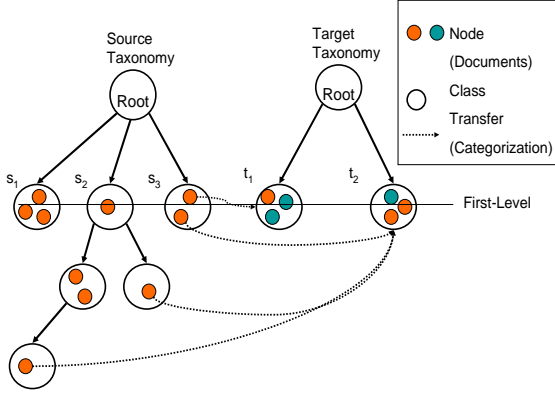 Source
Taxonomy
Target
Taxonomy
Root
Root
Node
(Documents)
Class
Transfer
(Categorization)
s1
s2
s3
t1
t2
First-Level